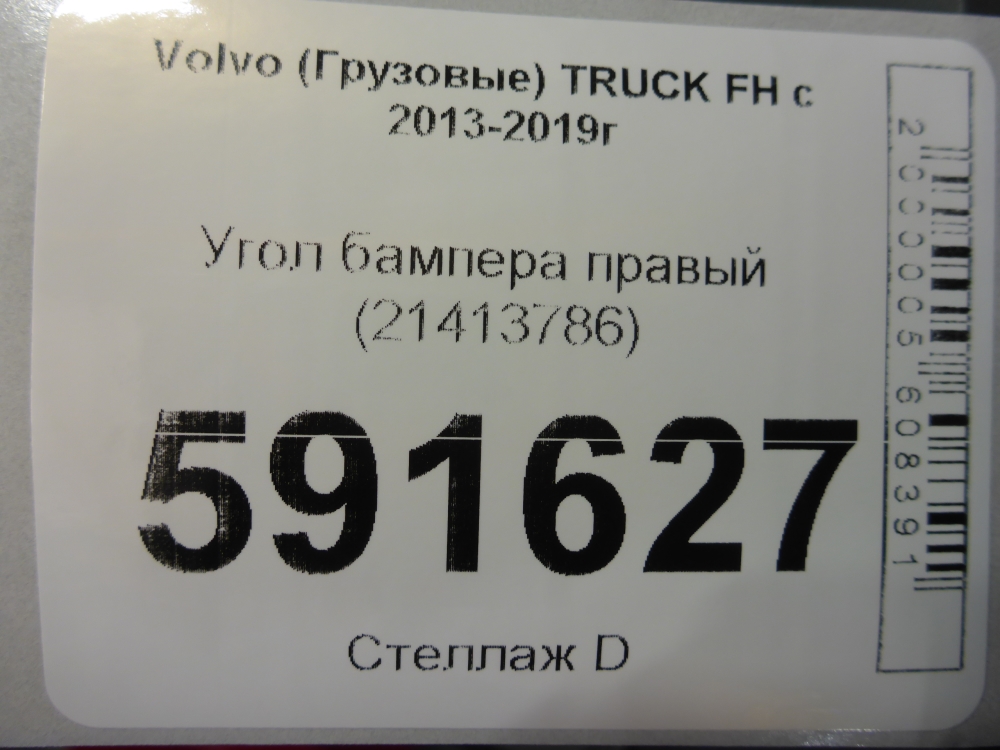 Volvo (Грузовые) TRUCK FH с
2013-2019г
Угол бампера правый
(21413786)
591627
Стеллаж D
2000005608391